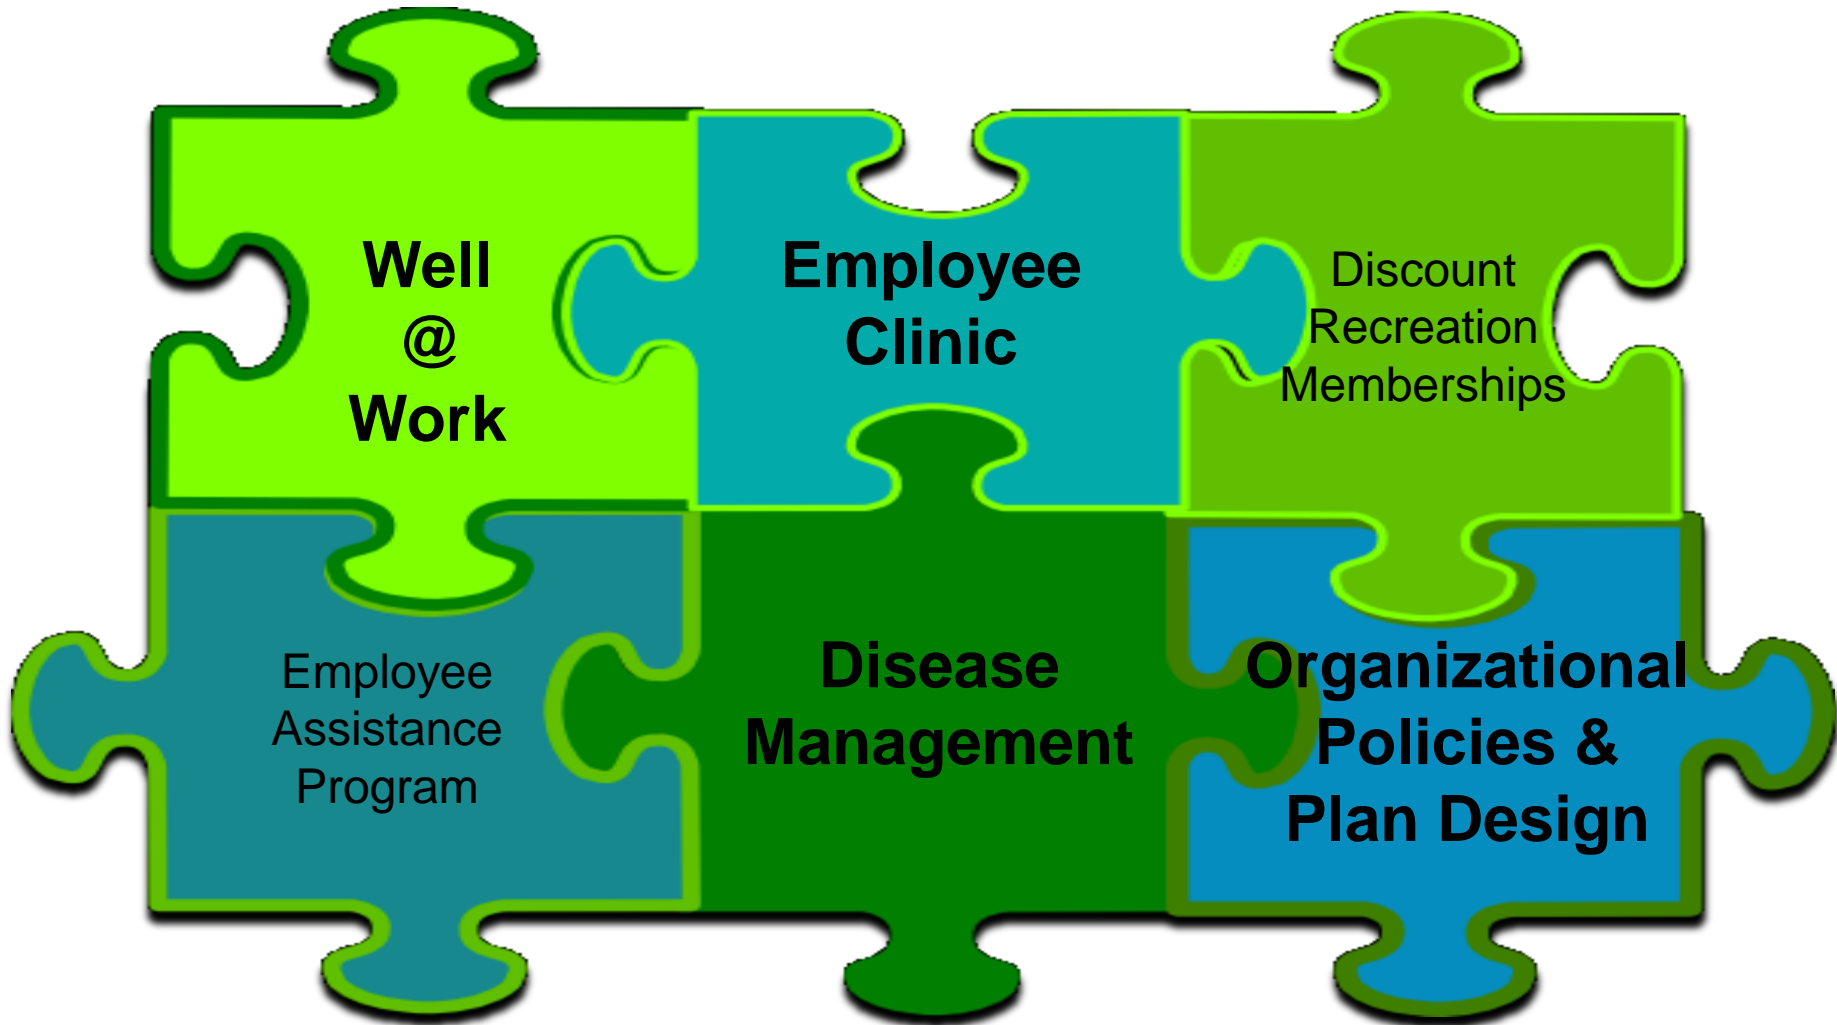 Well
@
Work
Employee
Clinic
Discount
Recreation
Memberships
Employee
Assistance
Program
Disease
Management
Organizational
Policies &
Plan Design